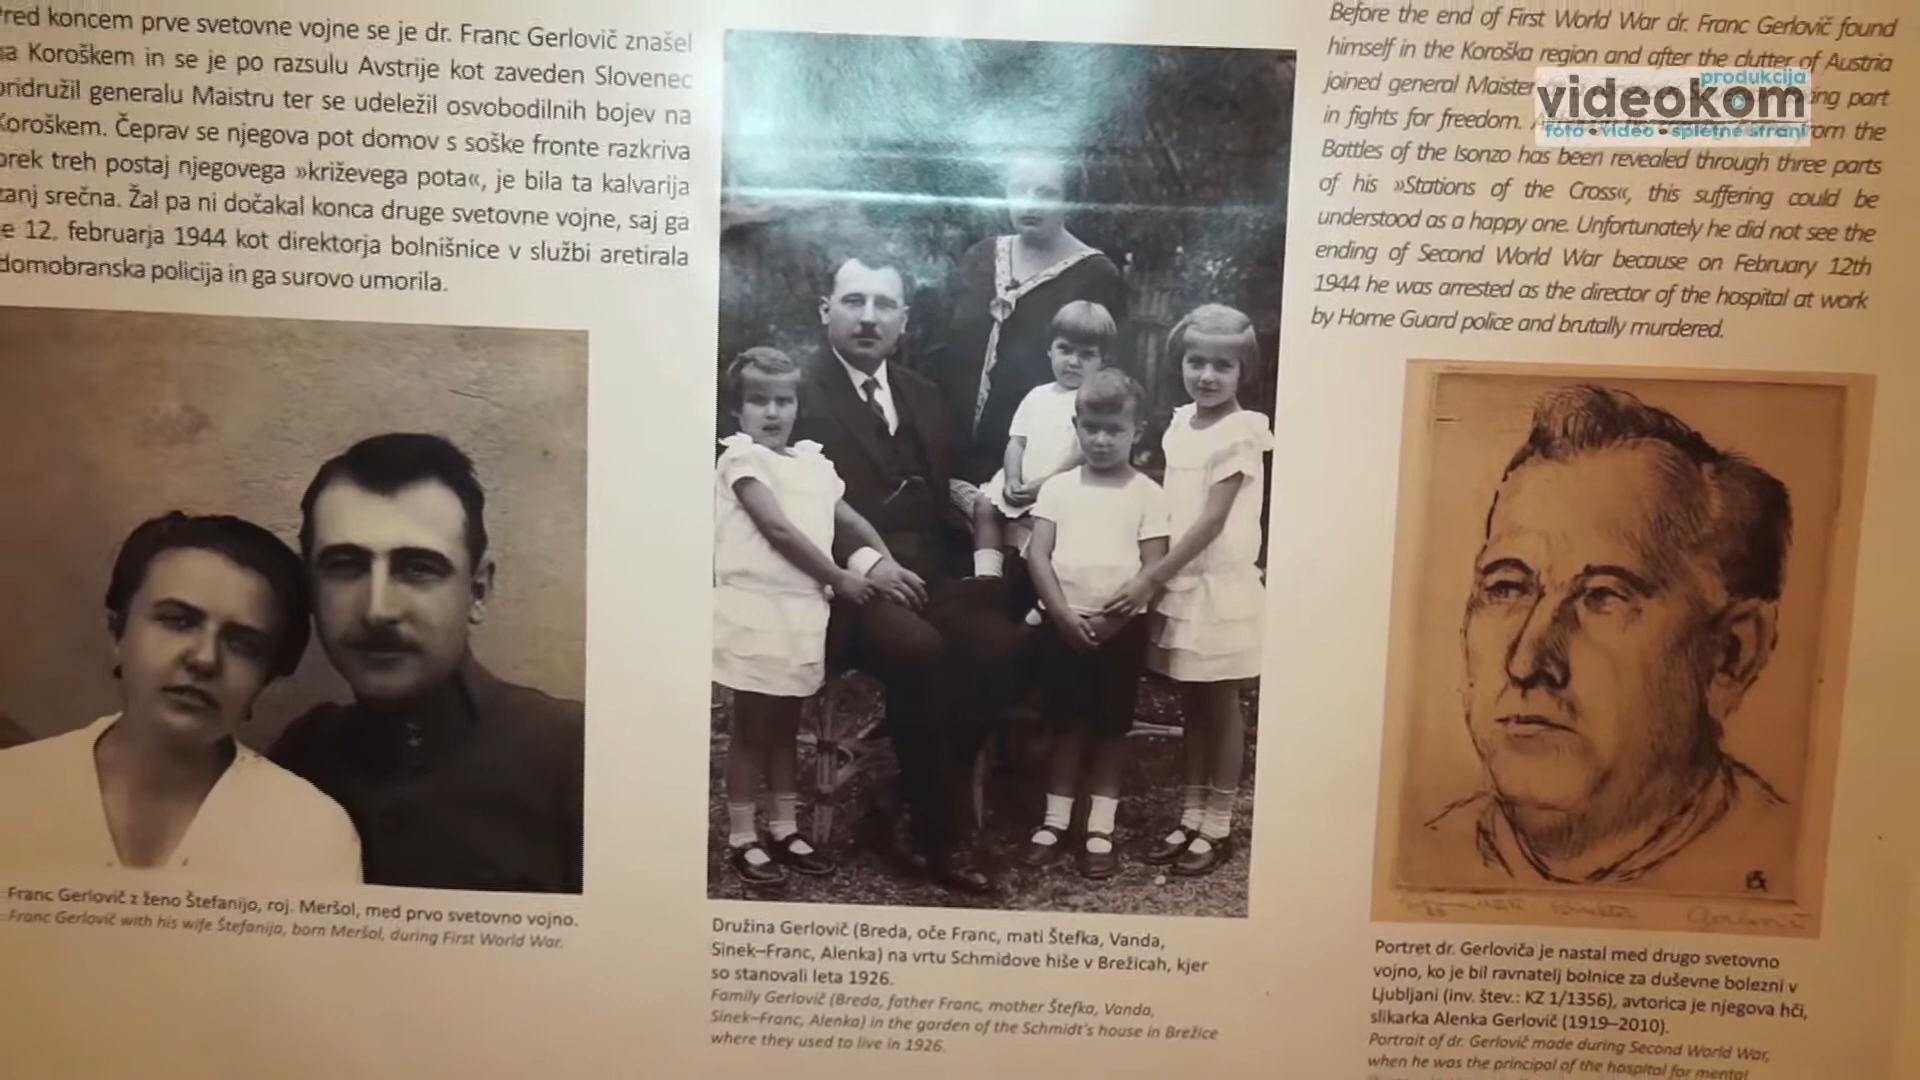 red koncem prve svetovne vojne se je dr. Franc Gerlovič znašel
na Koroškem in se je po razsulu Avstrije kot zaveden Slovenec
pridružil generalu Maistru ter se udeležil osvobodilnih bojev na
Koroškem. Čeprav se njegova pot domov s soške fronte razkriva
prek treh postaj njegovega »križevega pota«, je bila ta kalvarija
zanj srečna. Žal pa ni dočakal konca druge svetovne vojne, saj ga
je 12. februarja 1944 kot direktorja bolnišnice v službi aretirala
domobranska policija in ga surovo umorila.
Before the end of First World War dr. Franc Gerlovič found
himself in the Koroška region and after the clutter of Austria
joined general Maister ing part
in fights for freedom. from the
Battles of the Isonzo has been revealed through three parts
of his »Stations of the Cross«, this suffering could be
understood as a happy one. Unfortunately he did not see the
ending of Second World War because on February 12th
1944 he was arrested as the director of the hospital at work
by Home Guard police and brutally murdered.
produkcija
videokom
foto • video • spletne strani
Franc Gerlovič z ženo Štefanijo, roj. Meršol, med prvo svetovno vojno.
Franc Gerlovič with his wife Štefanija, born Meršol, during First World War.
Družina Gerlovič (Breda, oče Franc, mati Štefka, Vanda,
Sinek–Franc, Alenka) na vrtu Schmidove hiše v Brežicah, kjer
so stanovali leta 1926.
Family Gerlovič (Breda, father Franc, mother Štefka, Vanda,
Sinek–Franc, Alenka) in the garden of the Schmidt's house in Brežice
where they used to live in 1926.
Portret dr. Gerloviča je nastal med drugo svetovno
vojno, ko je bil ravnatelj bolnice za duševne bolezni v
Ljubljani (inv. štev.: KZ 1/1356), avtorica je njegova hči,
slikarka Alenka Gerlovič (1919–2010).
Portrait of dr. Gerlovič made during Second World War,
when he was the principal of the hospital for mental